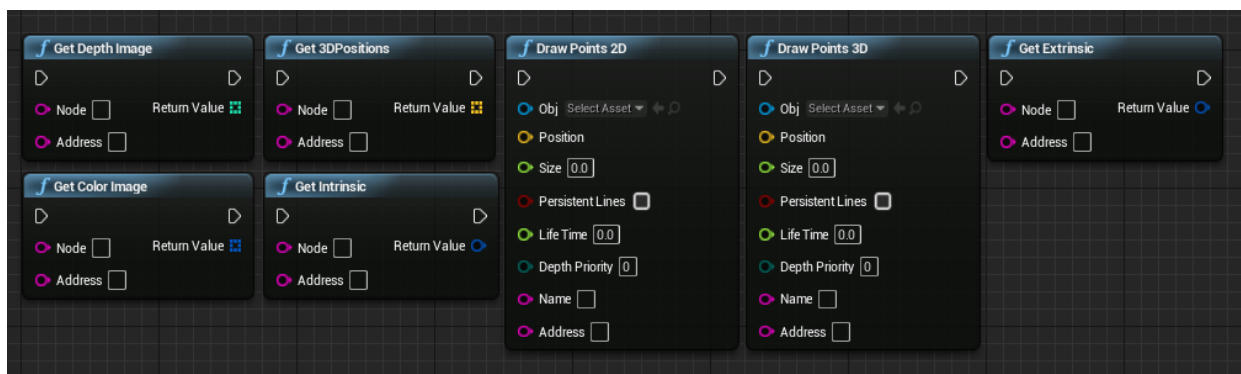 f Get Depth Image
Node
Return Value
Address
f Get 3DPositions
Node
Return Value
Address
f Draw Points 2D
Obj Select Asset
Position
Size 0.0
Persistent Lines
Life Time 0.0
Depth Priority 0
Name
Address
f Draw Points 3D
Obj Select Asset
Position
Size 0.0
Persistent Lines
Life Time 0.0
Depth Priority 0
Name
Address
f Get Extrinsic
Node
Return Value
Address
f Get Color Image
Node
Return Value
Address
f Get Intrinsic
Node
Return Value
Address